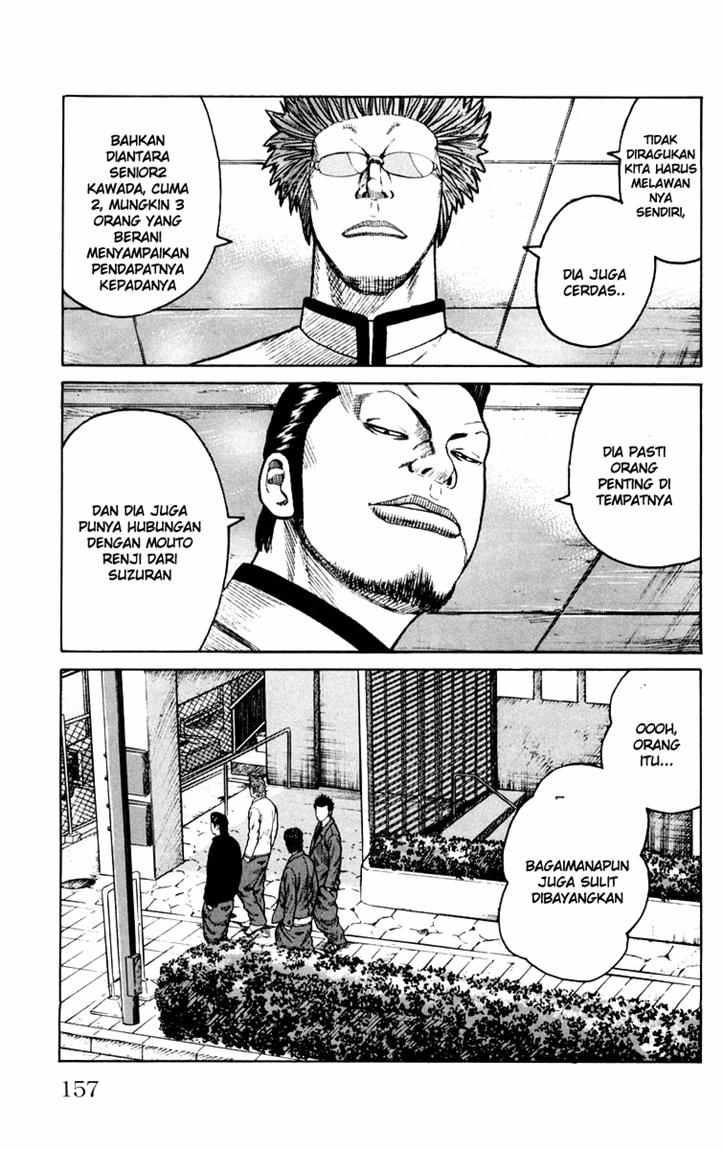 TIDAK
DIRAGUKAN
KITA HARUS
MELAWAN
NYA
SENDIRI,
DIA JUGA
CERDAS..
BAHKAN
DIANTARA
SENIOR2
KAWADA, CUMA
2, MUNGKIN 3
ORANG YANG
BERANI
MENYAMPAIKAN
PENDAPATNYA
KEPADANYA
DIA PASTI
ORANG
PENTING DI
TEMPATNYA
DAN DIA JUGA
PUNYA HUBUNGAN
DENGAN MOUTO
RENJI DARI
SUZURAN
OOOH,
ORANG
ITU...
BAGAIMANAPUN
JUGA SULIT
DIBAYANGKAN
157